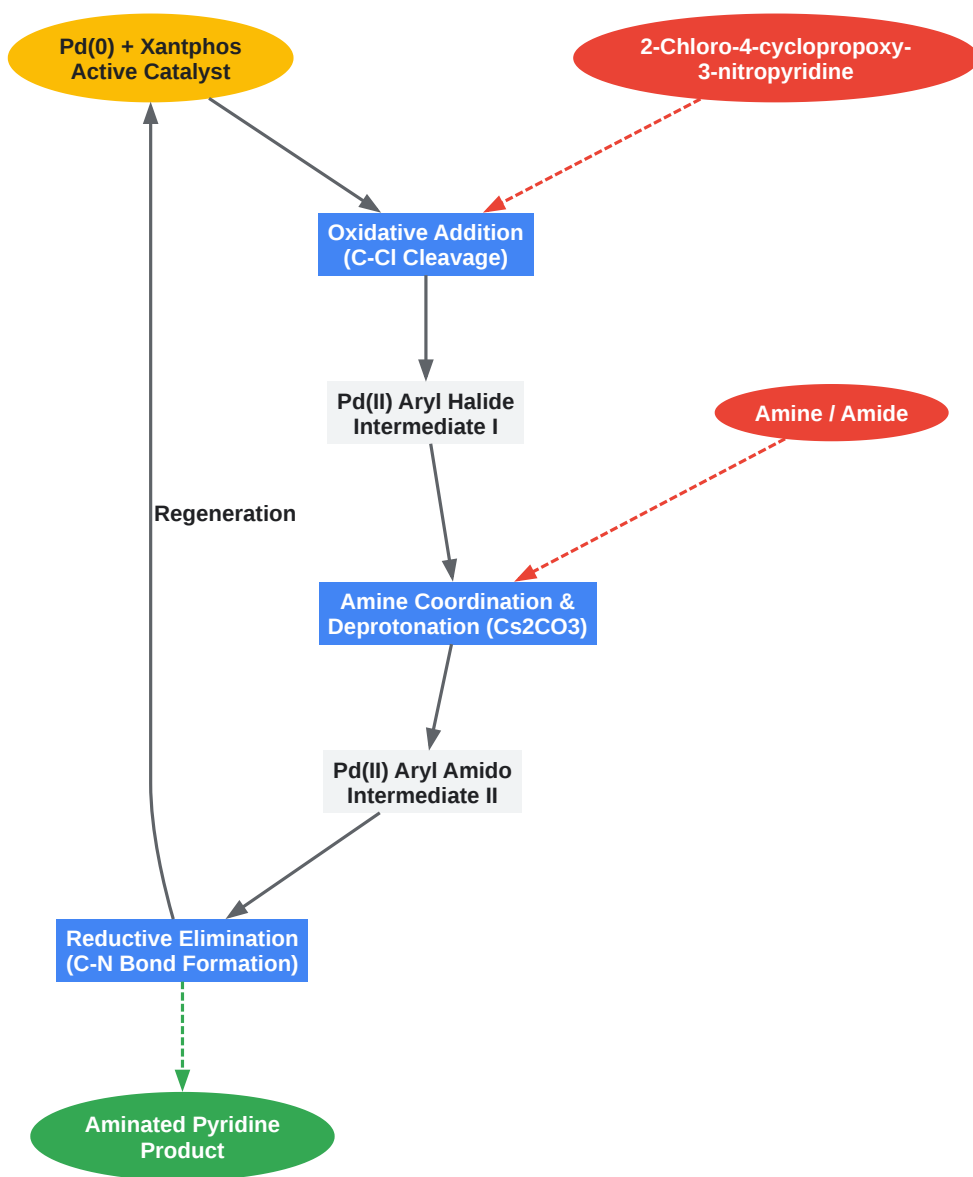 Pd(0) + Xantphos
Active Catalyst
2-Chloro-4-cyclopropoxy-
3-nitropyridine
Oxidative Addition
(C-Cl Cleavage)
Pd(II) Aryl Halide
Intermediate I
Amine / Amide
Regeneration
Amine Coordination &
Deprotonation (Cs2CO3)
Pd(II) Aryl Amido
Intermediate II
Reductive Elimination
(C-N Bond Formation)
Aminated Pyridine
Product